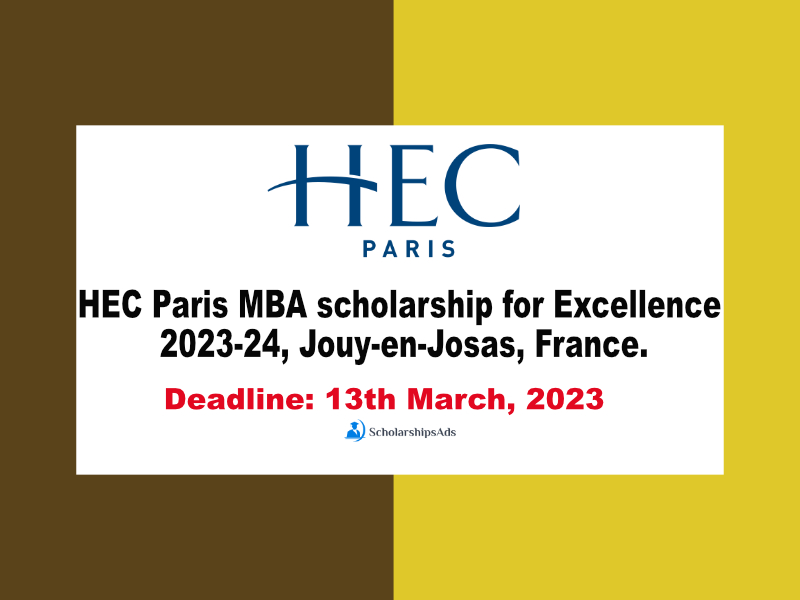 HEC
PARIS
HEC Paris MBA scholarship for Excellence
2023-24, Jouy-en-Josas, France.
Deadline: 13th March, 2023
ScholarshipsAds